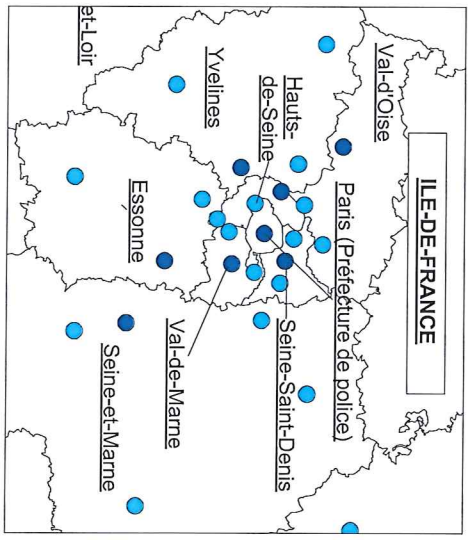 ILE-DE-FRANCE
Val-d'Oise
Paris (Préfecture de police)
Hauts-
de-Seine
Seine-Saint-Denis
Yvelines
Val-de-Marne
Essonne
Seine-et-Marne
et-Loir